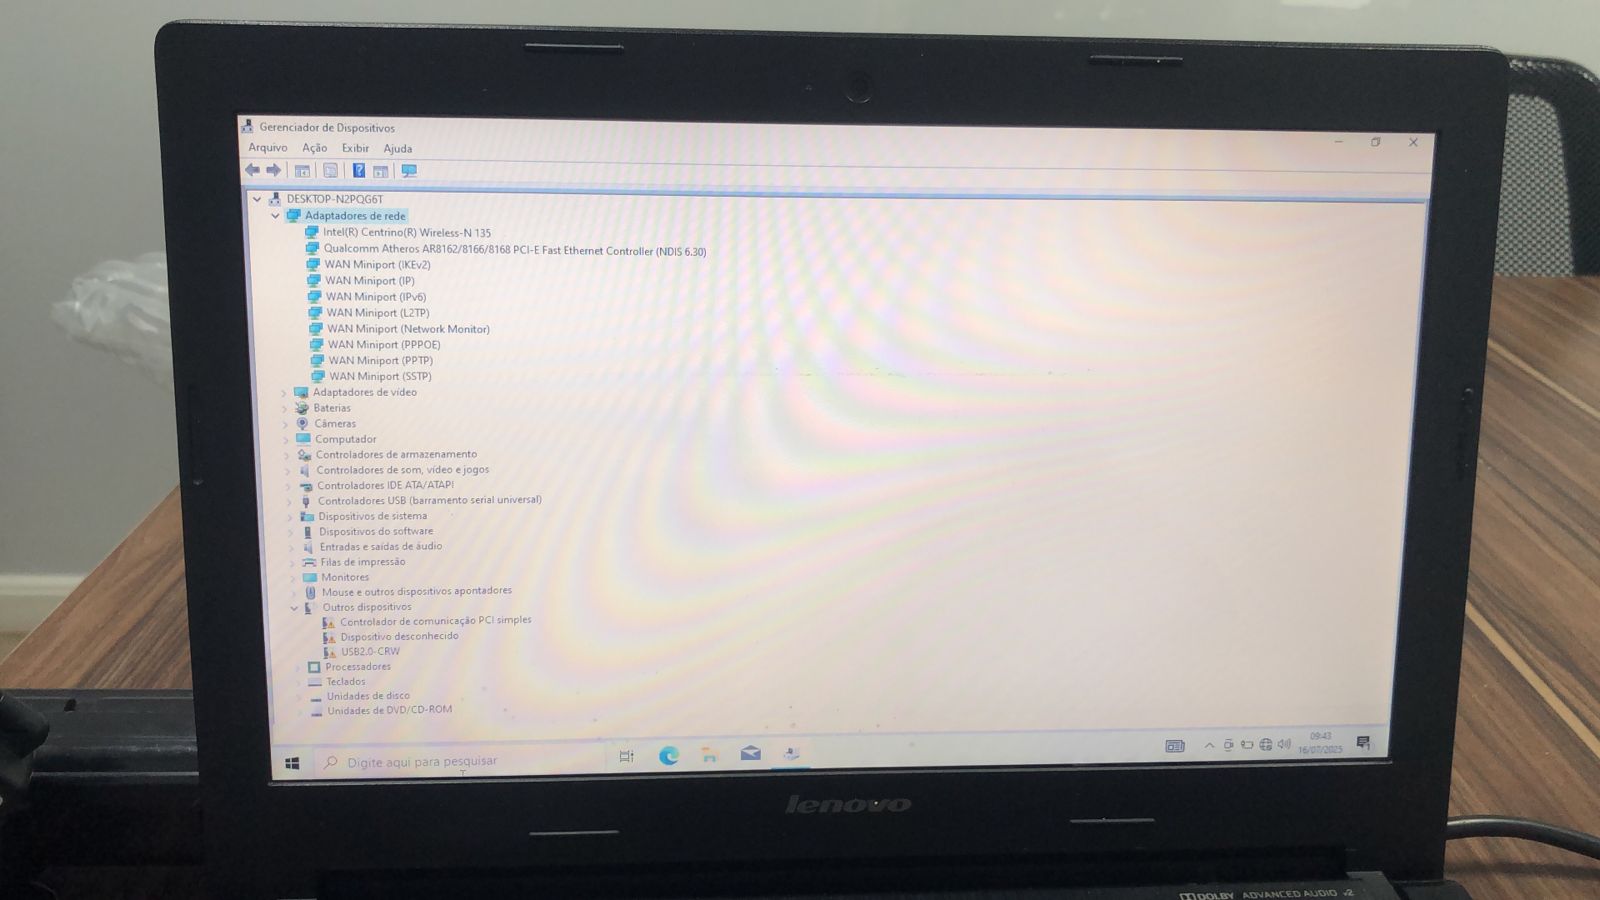 Gerenciador de Dispositivos
Arquivo Ação Exibir Ajuda
DESKTOP-N2PQG6T
Adaptadores de rede
Intel(R) Centrino(R) Wireless-N 135
Qualcomm Atheros AR8162/8166/8168 PCI-E Fast Ethernet Controller (NDIS 6.30)
WAN Miniport (IKEv2)
WAN Miniport (IP)
WAN Miniport (IPv6)
WAN Miniport (L2TP)
WAN Miniport (Network Monitor)
WAN Miniport (PPPOE)
WAN Miniport (PPTP)
WAN Miniport (SSTP)
Adaptadores de vídeo
Baterias
Câmeras
Computador
Controladores de armazenamento
Controladores de som, vídeo e jogos
Controladores IDE ATA/ATAPI
Controladores USB (barramento serial universal)
Dispositivos de sistema
Dispositivos do software
Entradas e saídas de áudio
Filas de impressão
Monitores
Mouse e outros dispositivos apontadores
Outros dispositivos
Controlador de comunicação PCI simples
Dispositivo desconhecido
USB2.0-CRW
Processadores
Teclados
Unidades de disco
Unidades de DVD/CD-ROM
Digite aqui para pesquisar
09:43
16/07/2025
lenovo
DOLBY ADVANCED AUDIO v2